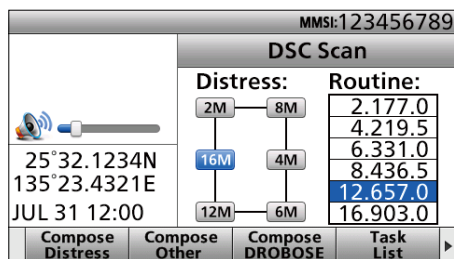 MMSI:123456789
DSC Scan
Distress:
2M 8M
16M 4M
12M 6M
Routine:
2.177.0
4.219.5
6.331.0
8.436.5
12.657.0
16.903.0
25°32.1234N
135°23.4321E
JUL 31 12:00
Compose Distress
Compose Other
Compose DROBOSE
Task List